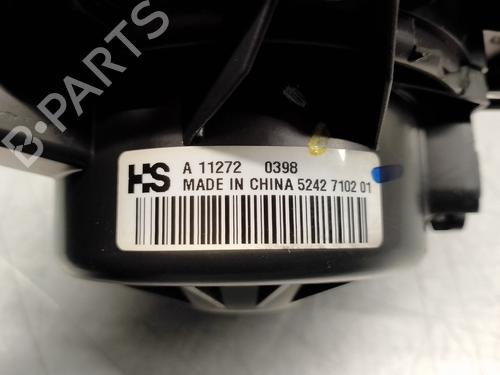 B-PARTS
HS A 11272 0398
MADE IN CHINA 5242 7102 01